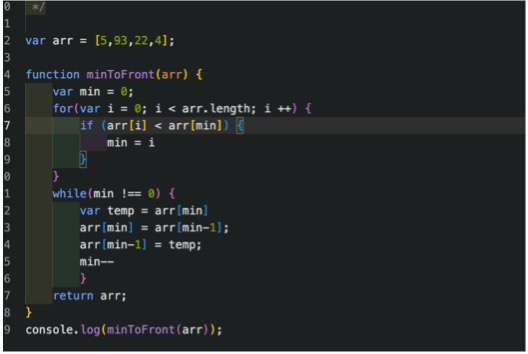 0 */
1
2 var arr = [5,93,22,4];
3
4 function minToFront(arr) {
5 var min = 0;
6 for(var i = 0; i < arr.length; i ++) {
7 if (arr[i] < arr[min]) {
8 min = i
9 }
0 }
1 while(min !== 0) {
2 var temp = arr[min]
3 arr[min] = arr[min-1];
4 arr[min-1] = temp;
5 min--
6 }
7 return arr;
8 }
9 console.log(minToFront(arr));